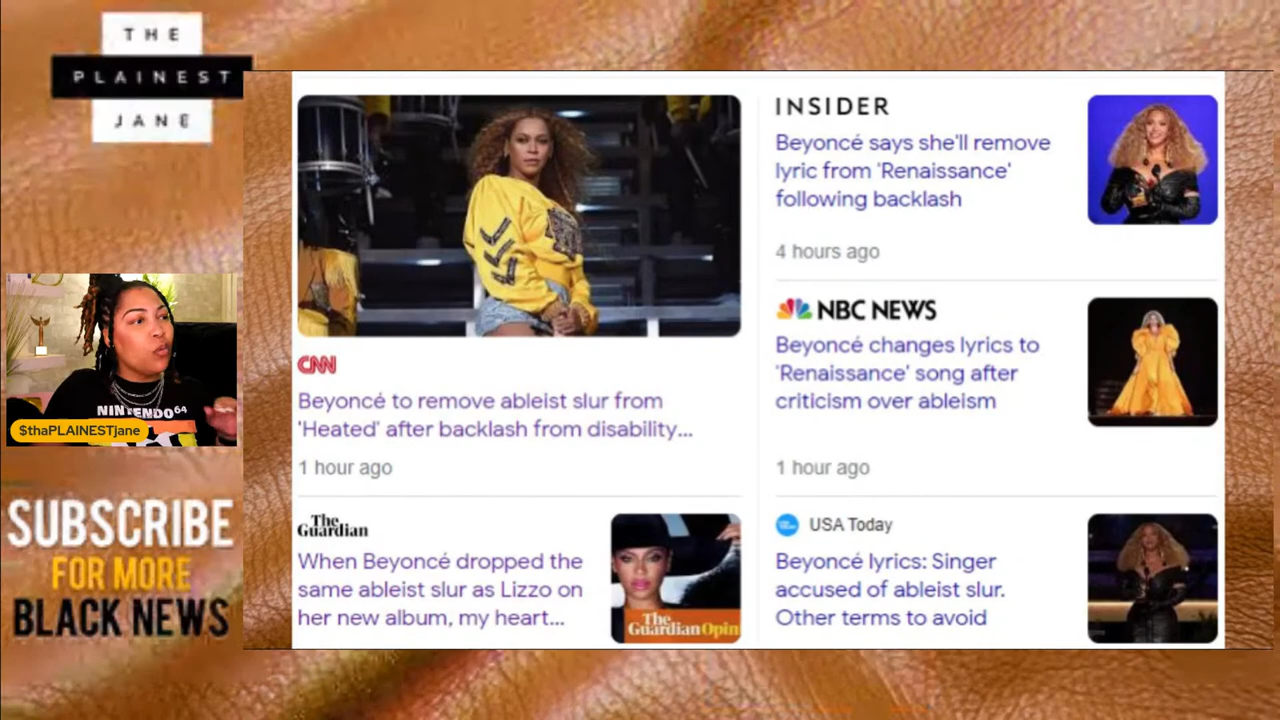 THE
PLAINEST
JANE
NINTENDO64
$thaPLAINESTjane
SUBSCRIBE
FOR MORE
BLACK NEWS
CNN
Beyoncé to remove ableist slur from
'Heated' after backlash from disability...
1 hour ago
The
Guardian
When Beyoncé dropped the
same ableist slur as Lizzo on
her new album, my heart...
The
Guardian Opin
INSIDER
Beyoncé says she'll remove
lyric from 'Renaissance'
following backlash
4 hours ago
NBC NEWS
Beyoncé changes lyrics to
'Renaissance' song after
criticism over ableism
1 hour ago
USA Today
Beyoncé lyrics: Singer
accused of ableist slur.
Other terms to avoid